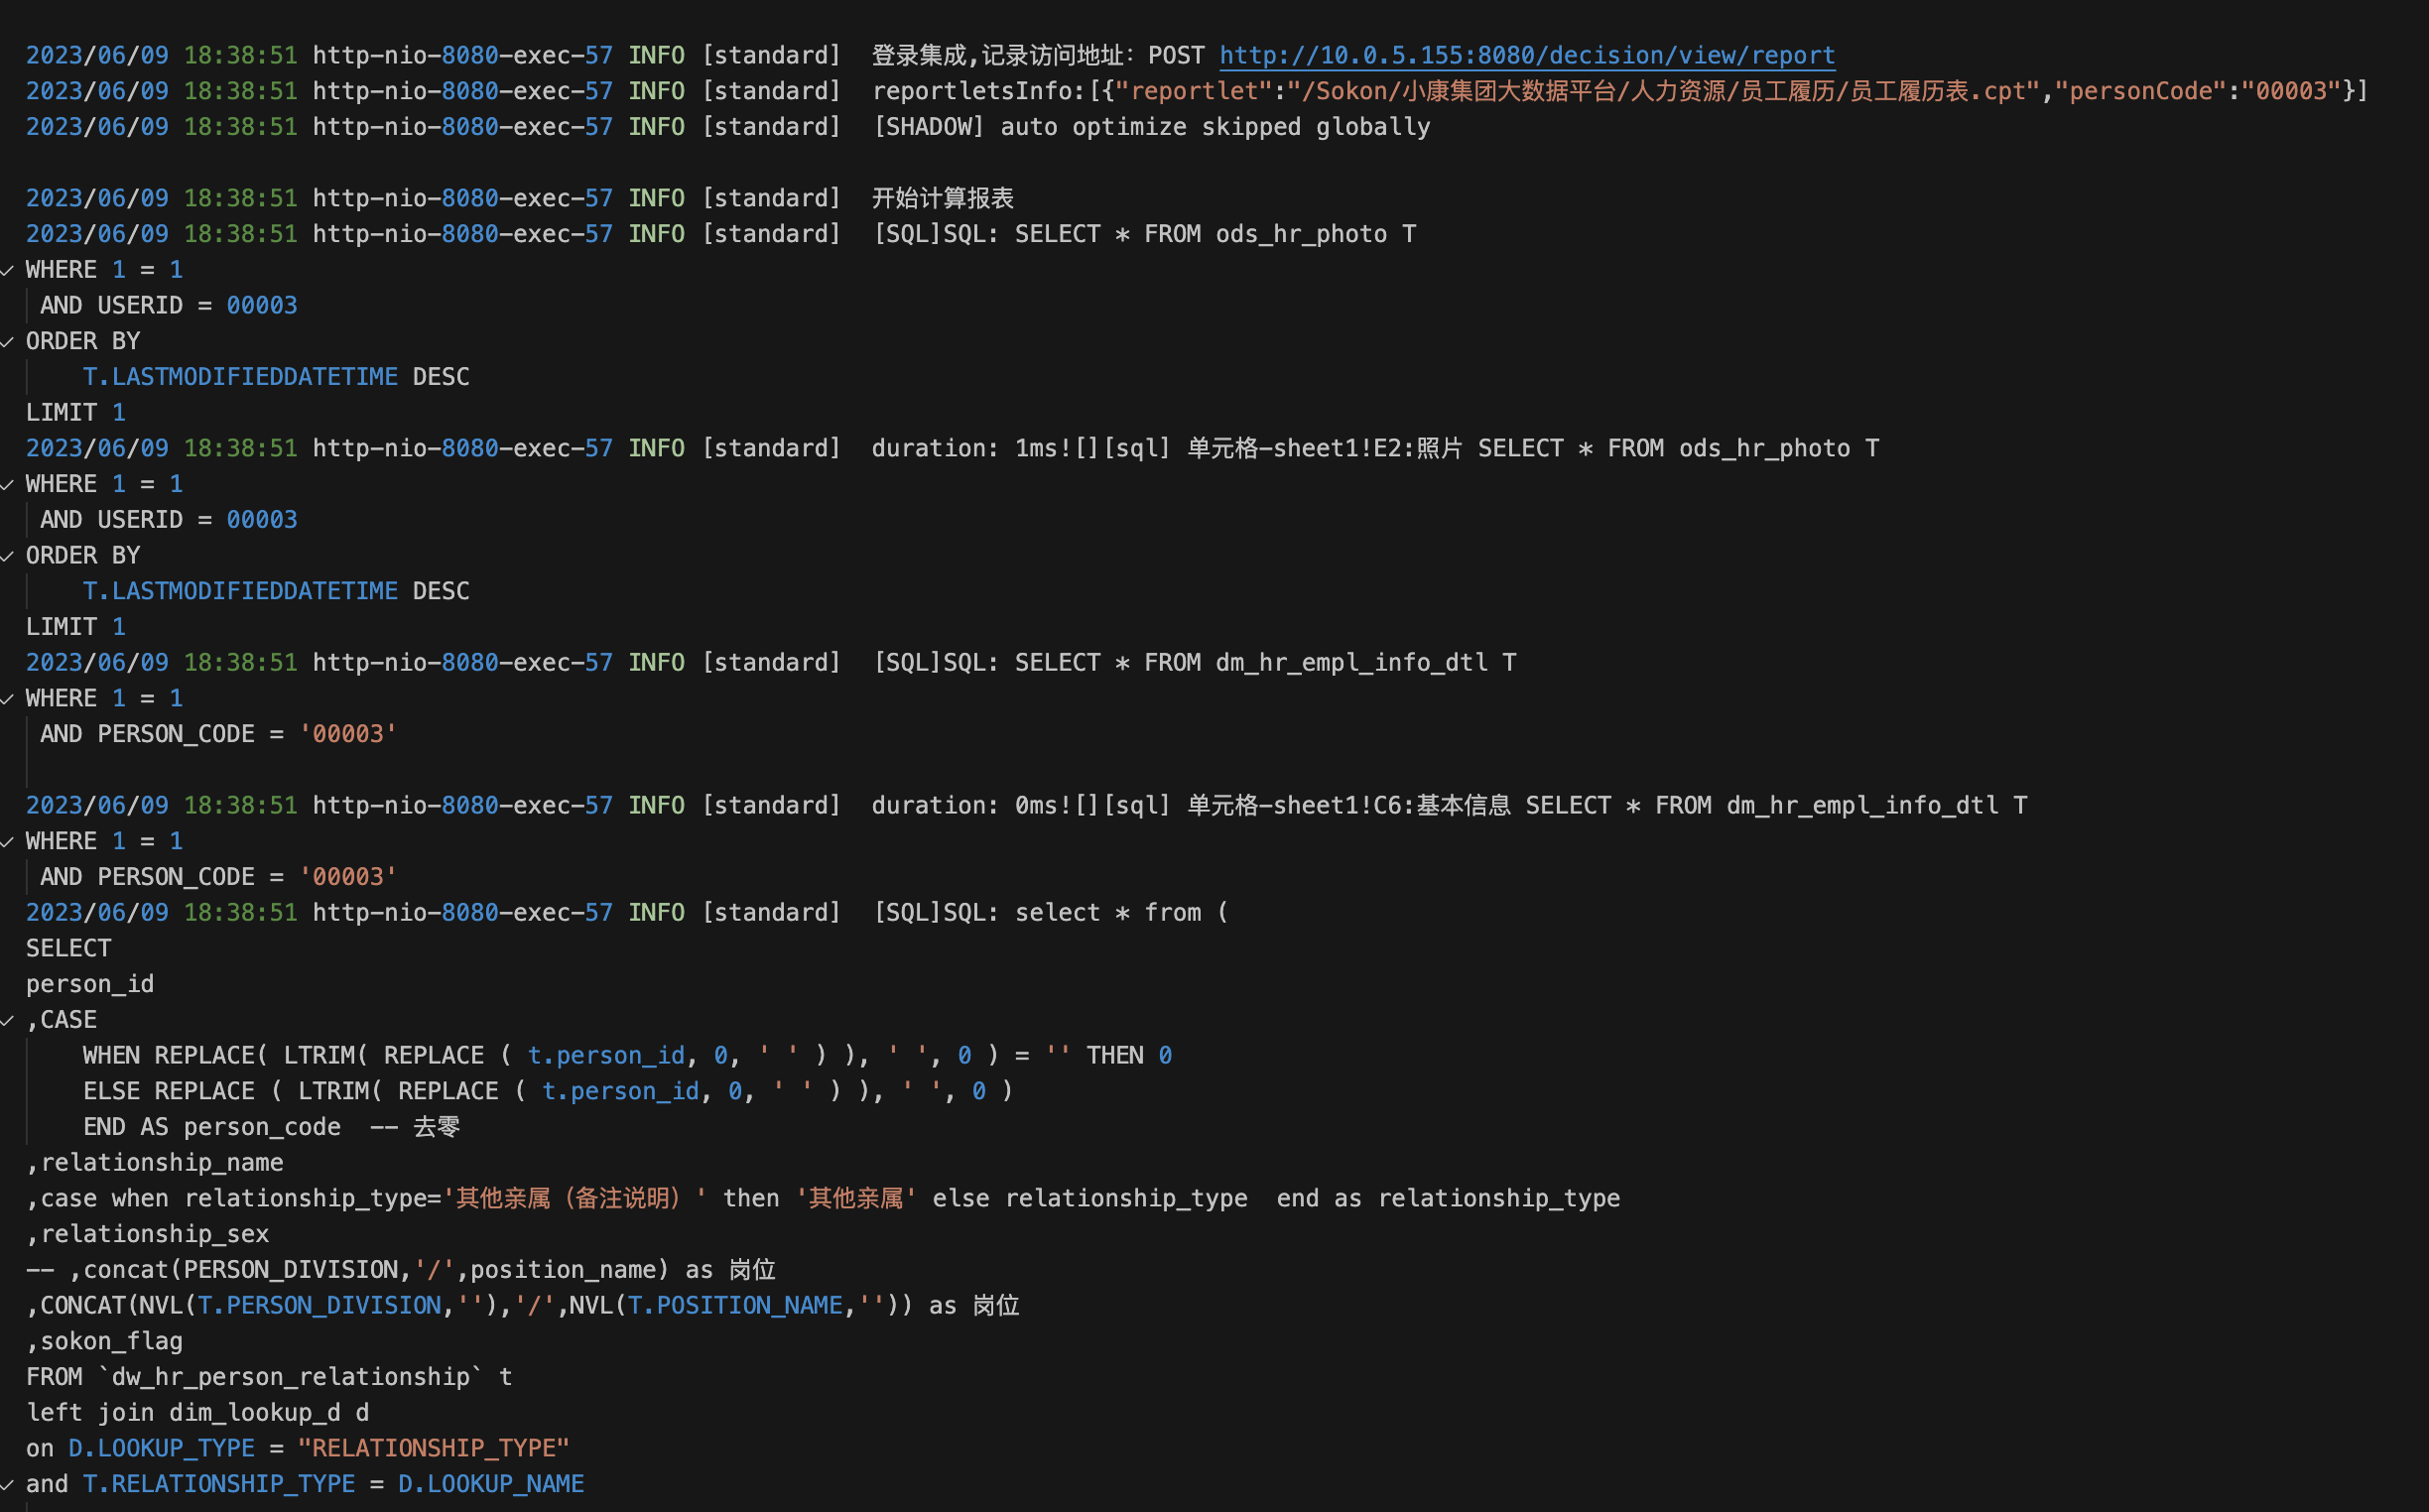 2023/06/09 18:38:51 http-nio-8080-exec-57 INFO [standard]  登录集成,记录访问地址：POST http://10.0.5.155:8080/decision/view/report
2023/06/09 18:38:51 http-nio-8080-exec-57 INFO [standard]  reportletsInfo:[{"reportlet":"/Sokon/小康集团大数据平台/人力资源/员工履历/员工履历表.cpt","personCode":"00003"}]
2023/06/09 18:38:51 http-nio-8080-exec-57 INFO [standard]  [SHADOW] auto optimize skipped globally
2023/06/09 18:38:51 http-nio-8080-exec-57 INFO [standard]  开始计算报表
2023/06/09 18:38:51 http-nio-8080-exec-57 INFO [standard]  [SQL]SQL: SELECT * FROM ods_hr_photo T
WHERE 1 = 1
 AND USERID = 00003
ORDER BY
    T.LASTMODIFIEDDATETIME DESC
LIMIT 1
2023/06/09 18:38:51 http-nio-8080-exec-57 INFO [standard]  duration: 1ms![][sql] 单元格-sheet1!E2:照片 SELECT * FROM ods_hr_photo T
WHERE 1 = 1
 AND USERID = 00003
ORDER BY
    T.LASTMODIFIEDDATETIME DESC
LIMIT 1
2023/06/09 18:38:51 http-nio-8080-exec-57 INFO [standard]  [SQL]SQL: SELECT * FROM dm_hr_empl_info_dtl T
WHERE 1 = 1
 AND PERSON_CODE = '00003'
2023/06/09 18:38:51 http-nio-8080-exec-57 INFO [standard]  duration: 0ms![][sql] 单元格-sheet1!C6:基本信息 SELECT * FROM dm_hr_empl_info_dtl T
WHERE 1 = 1
 AND PERSON_CODE = '00003'
2023/06/09 18:38:51 http-nio-8080-exec-57 INFO [standard]  [SQL]SQL: select * from (
SELECT
person_id
,CASE
    WHEN REPLACE( LTRIM( REPLACE ( t.person_id, 0, ' ' ) ), ' ', 0 ) = '' THEN 0
    ELSE REPLACE ( LTRIM( REPLACE ( t.person_id, 0, ' ' ) ), ' ', 0 )
    END AS person_code  -- 去零
,relationship_name
,case when relationship_type='其他亲属（备注说明）' then '其他亲属' else relationship_type  end as relationship_type
,relationship_sex
-- ,concat(PERSON_DIVISION,'/',position_name) as 岗位
,CONCAT(NVL(T.PERSON_DIVISION,''),'/',NVL(T.POSITION_NAME,'')) as 岗位
,sokon_flag
FROM `dw_hr_person_relationship` t
left join dim_lookup_d d
on D.LOOKUP_TYPE = "RELATIONSHIP_TYPE"
and T.RELATIONSHIP_TYPE = D.LOOKUP_NAME